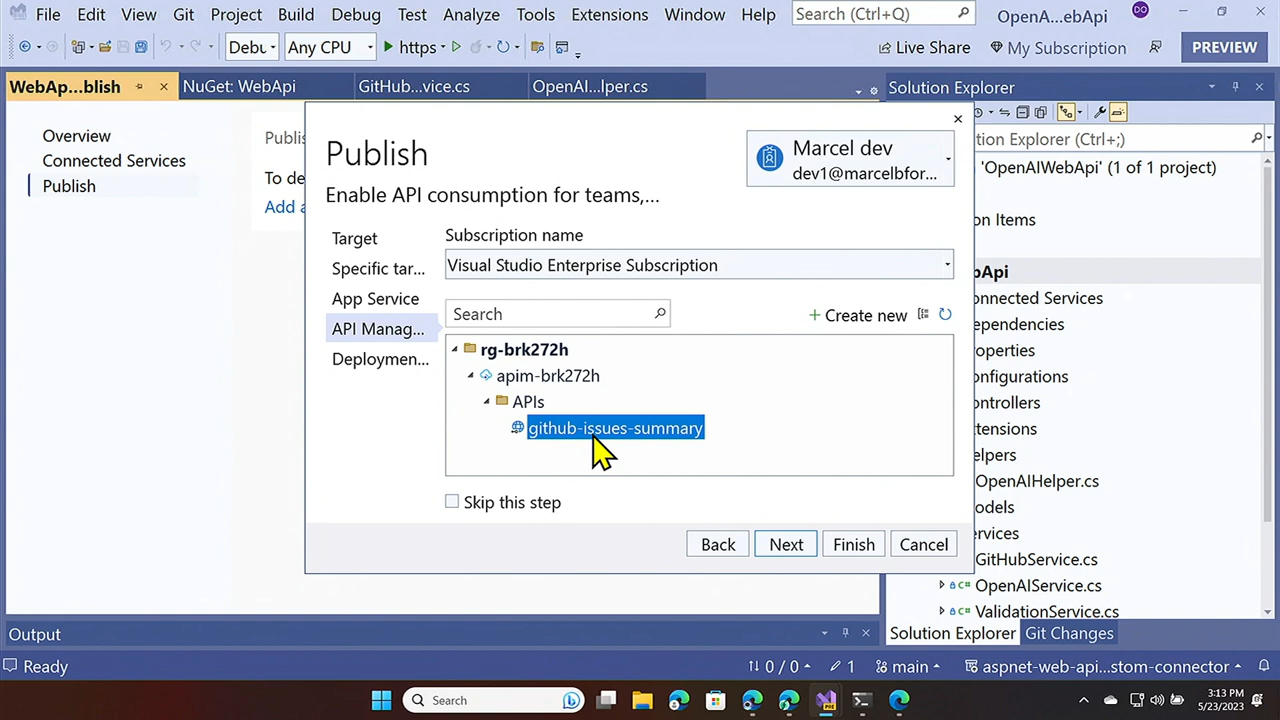 File Edit View Git Project Build Debug Test Analyze Tools Extensions Window Help Search (Ctrl+Q) OpenA...ebApi DO
Debu Any CPU https Live Share My Subscription PREVIEW
WebAp...blish NuGet: WebApi GitHub...vice.cs OpenAI...lper.cs
Solution Explorer
tion Explorer (Ctrl+;)
Overview
Connected Services
Publish
Publis
To de
Add a
Publish
Marcel dev
dev1@marcelbfor...
Enable API consumption for teams,...
Target
Specific tar...
App Service
API Manag...
Deploymen...
Subscription name
Visual Studio Enterprise Subscription
Search
Create new
rg-brk272h
apim-brk272h
APIs
github-issues-summary
Skip this step
Back Next Finish Cancel
'OpenAIWebApi' (1 of 1 project)
on Items
bApi
onnected Services
ependencies
operties
onfigurations
ontrollers
tensions
elpers
OpenAIHelper.cs
odels
ervices
GitHubService.cs
C# OpenAIService.cs
C# ValidationService.cs
Solution Explorer Git Changes
Output
Ready 0 / 0 1 main aspnet-web-api...stom-connector
Search
3:13 PM
5/23/2023